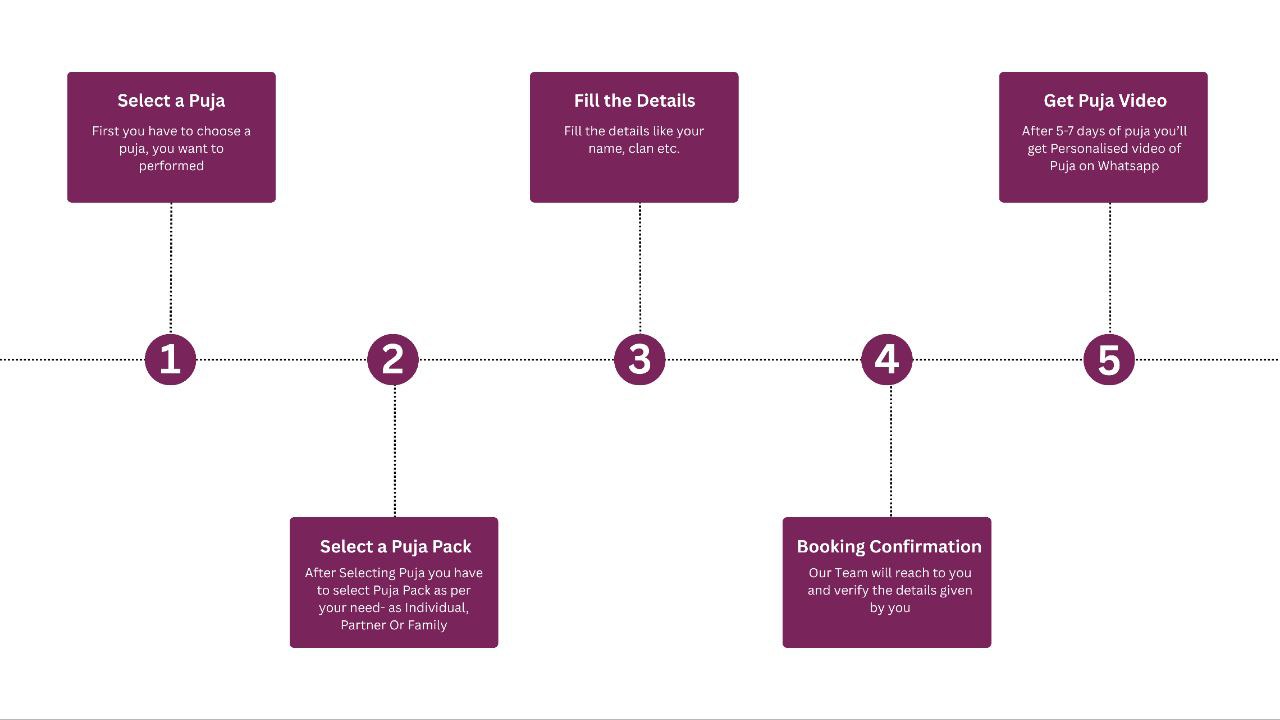 Select a Puja
First you have to choose a
puja, you want to
performed
Fill the Details
Fill the details like your
name, clan etc.
Get Puja Video
After 5-7 days of puja you'll
get Personalised video of
Puja on Whatsapp
1
2
3
4
5
Select a Puja Pack
After Selecting Puja you have
to select Puja Pack as per
your need- as Individual,
Partner Or Family
Booking Confirmation
Our Team will reach to you
and verify the details given
by you